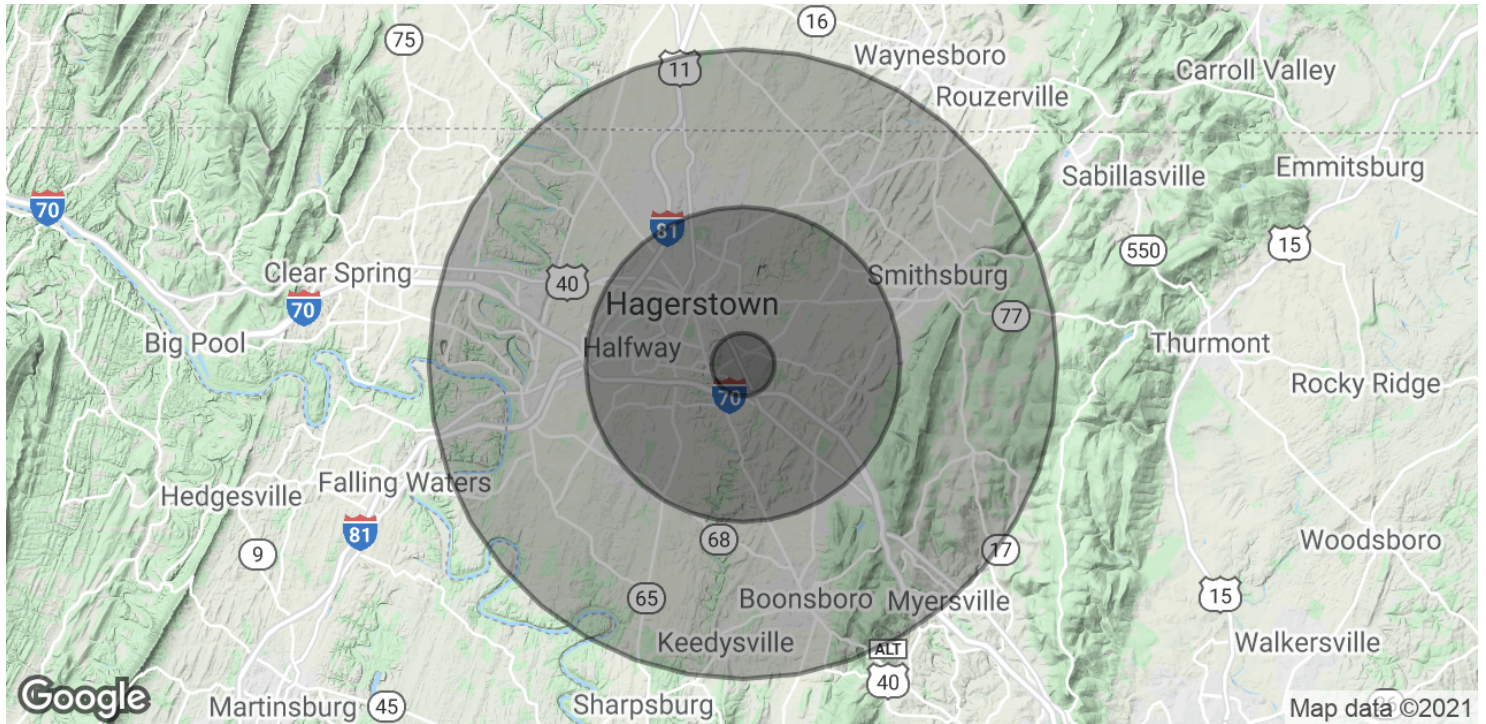 16
75
11
Waynesboro
Carroll Valley
Rouzerville
Emmitsburg
Sabillasville
70
81
550
15
Clear Spring
40
Smithsburg
70
Hagerstown
77
Big Pool
Halfway
Thurmont
70
Rocky Ridge
Falling Waters
Hedgesville
81
9
68
17
Woodsboro
65
Boonsboro
Myersville
15
Keedysville
ALT
40
Walkersville
Google
Martinsburg
45
Sharpsburg
Map data ©2021